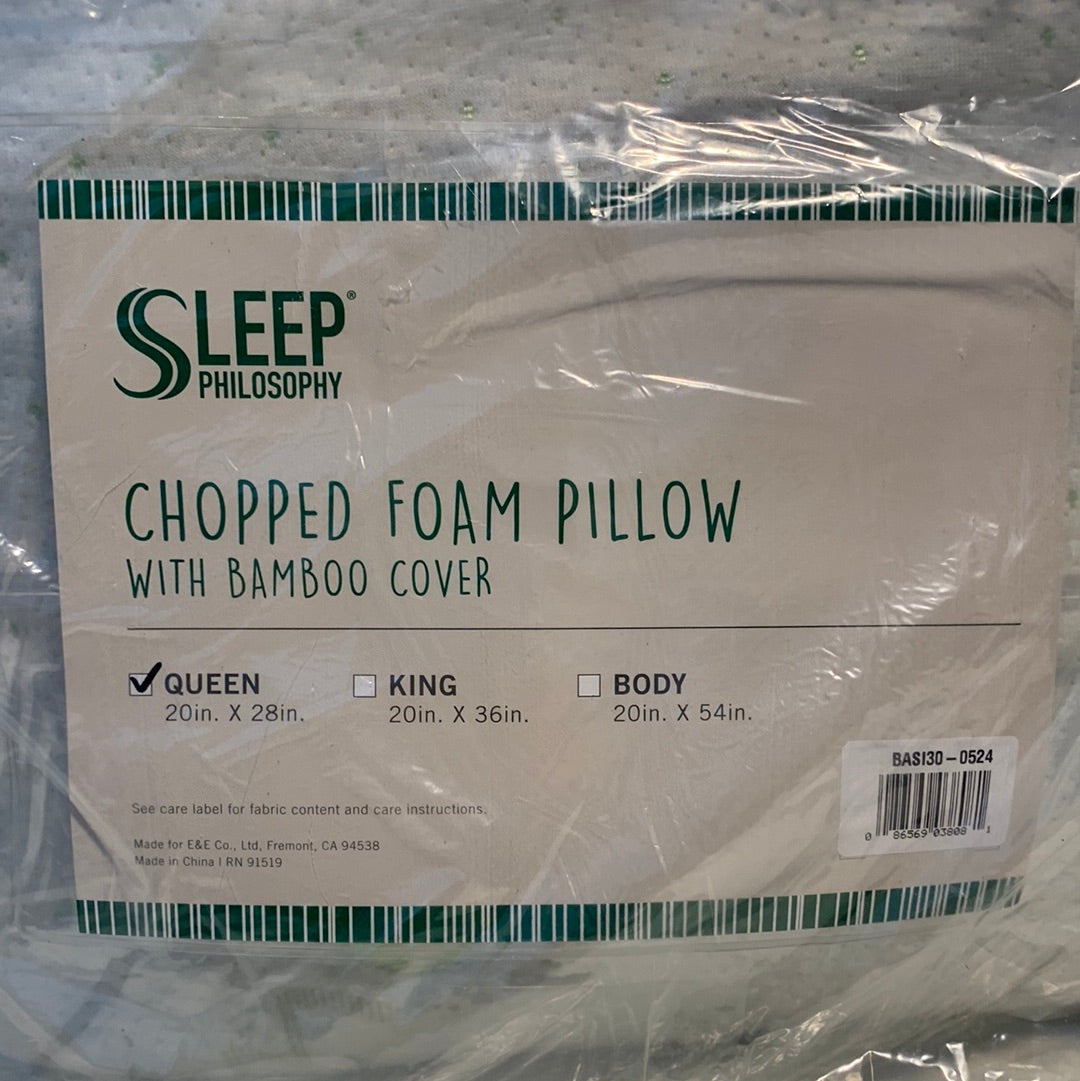 SLEEP®
PHILOSOPHY
CHOPPED FOAM PILLOW
WITH BAMBOO COVER
QUEEN KING BODY
20in. X 28in. 20in. X 36in. 20in. X 54in.
BASI30-0524
0 86569 03808 1
See care label for fabric content and care instructions.
Made for E&E Co., Ltd, Fremont, CA 94538
Made in China | RN 91519